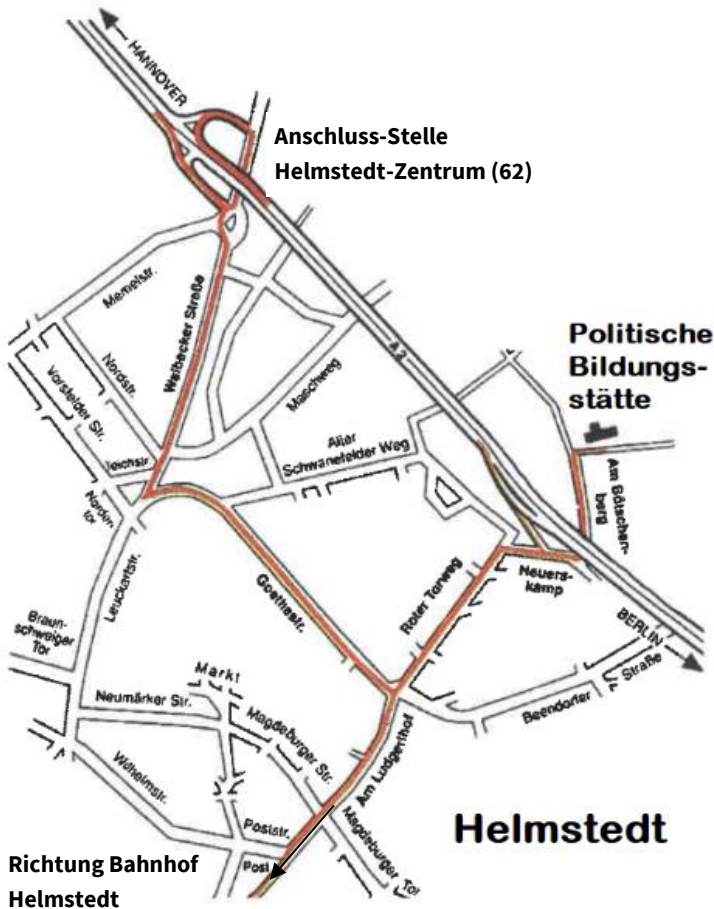 HANNOVER
Anschluss-Stelle
Helmstedt-Zentrum (62)
Memelstr.
Walbecker Straße
Nordstr.
Vorsfelder Str.
Maschweg
A 2
Politische
Bildungs-
stätte
Teichstr.
Alter
Schwanefelder Weg
Am Bötschen-
berg
Norder-
tor
Leuckartstr.
Goethestr.
Roter Torweg
Neuers-
kamp
Braun-
schweiger
Tor
BERLIN
Markt
Neumärker Str.
Magdeburger Str.
Beendorfer
Straße
Am Ludgerihof
Wilhelmstr.
Poststr.
Post
Magdeburger Tor
Helmstedt
Richtung Bahnhof
Helmstedt